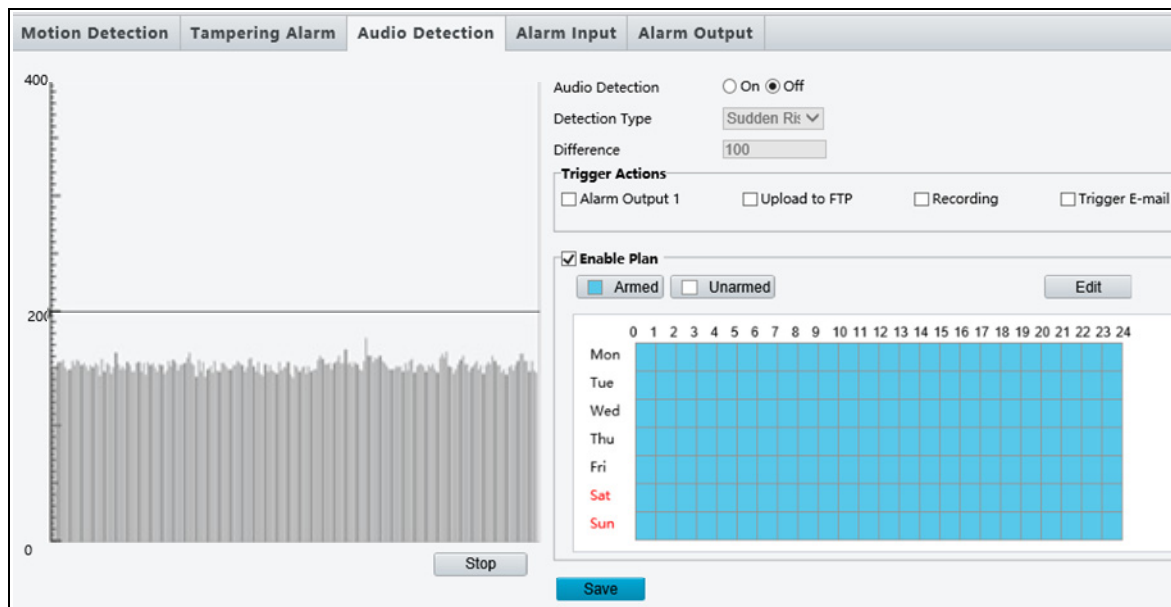 Motion Detection Tampering Alarm Audio Detection Alarm Input Alarm Output
400
200
0
Stop
Audio Detection On Off
Detection Type Sudden Ris
Difference 100
Trigger Actions
Alarm Output 1 Upload to FTP Recording Trigger E-mail
Enable Plan
Armed Unarmed Edit
0 1 2 3 4 5 6 7 8 9 10 11 12 13 14 15 16 17 18 19 20 21 22 23 24
Mon
Tue
Wed
Thu
Fri
Sat
Sun
Save